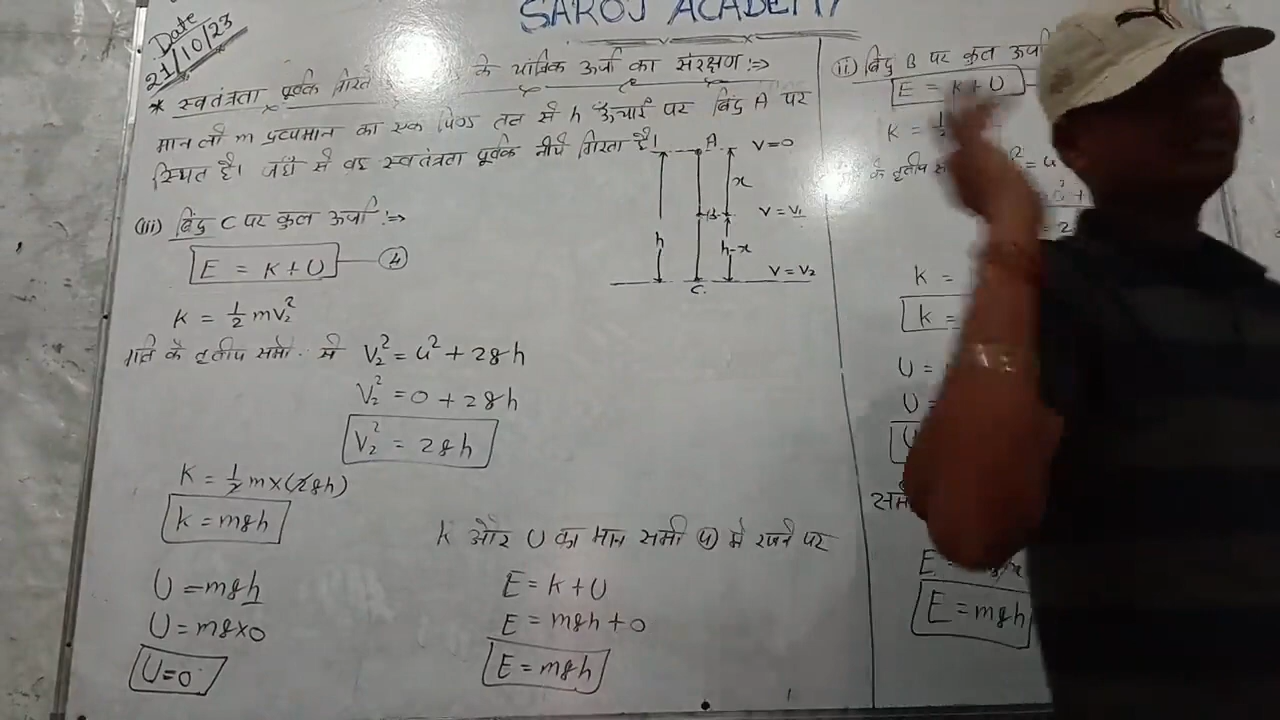 SAROJ ACADEMY
Date
21/10/23
* स्वतंत्रता पूर्वक गिरते के यांत्रिक ऊर्जा का संरक्षण :⇒
मान लो m द्रव्यमान का एक पिण्ड तल से h ऊँचाई पर बिंदु A पर
स्थित है। जहाँ से वह स्वतंत्रता पूर्वक नीचे गिरता है।
A V=0
x
B V=V₁
h h-x
V=V₂
C.
(iii) बिंदु C पर कुल ऊर्जा :⇒
E = K+U — ④
K = ½ mV₂²
गति के तृतीय समी. से V₂² = u² + 2gh
V₂² = 0 + 2gh
V₂² = 2gh
K = ½ m×(2gh)
K = mgh
U = mgh
U = mg×0
U=0
K और U का मान समी ④ मे रखने पर
E = K+U
E = mgh+0
E = mgh
ii) बिंदु B पर कुल ऊर्जा
E = K+U
K =
के तृतीय
K =
K =
U =
U =
E =
E = mgh